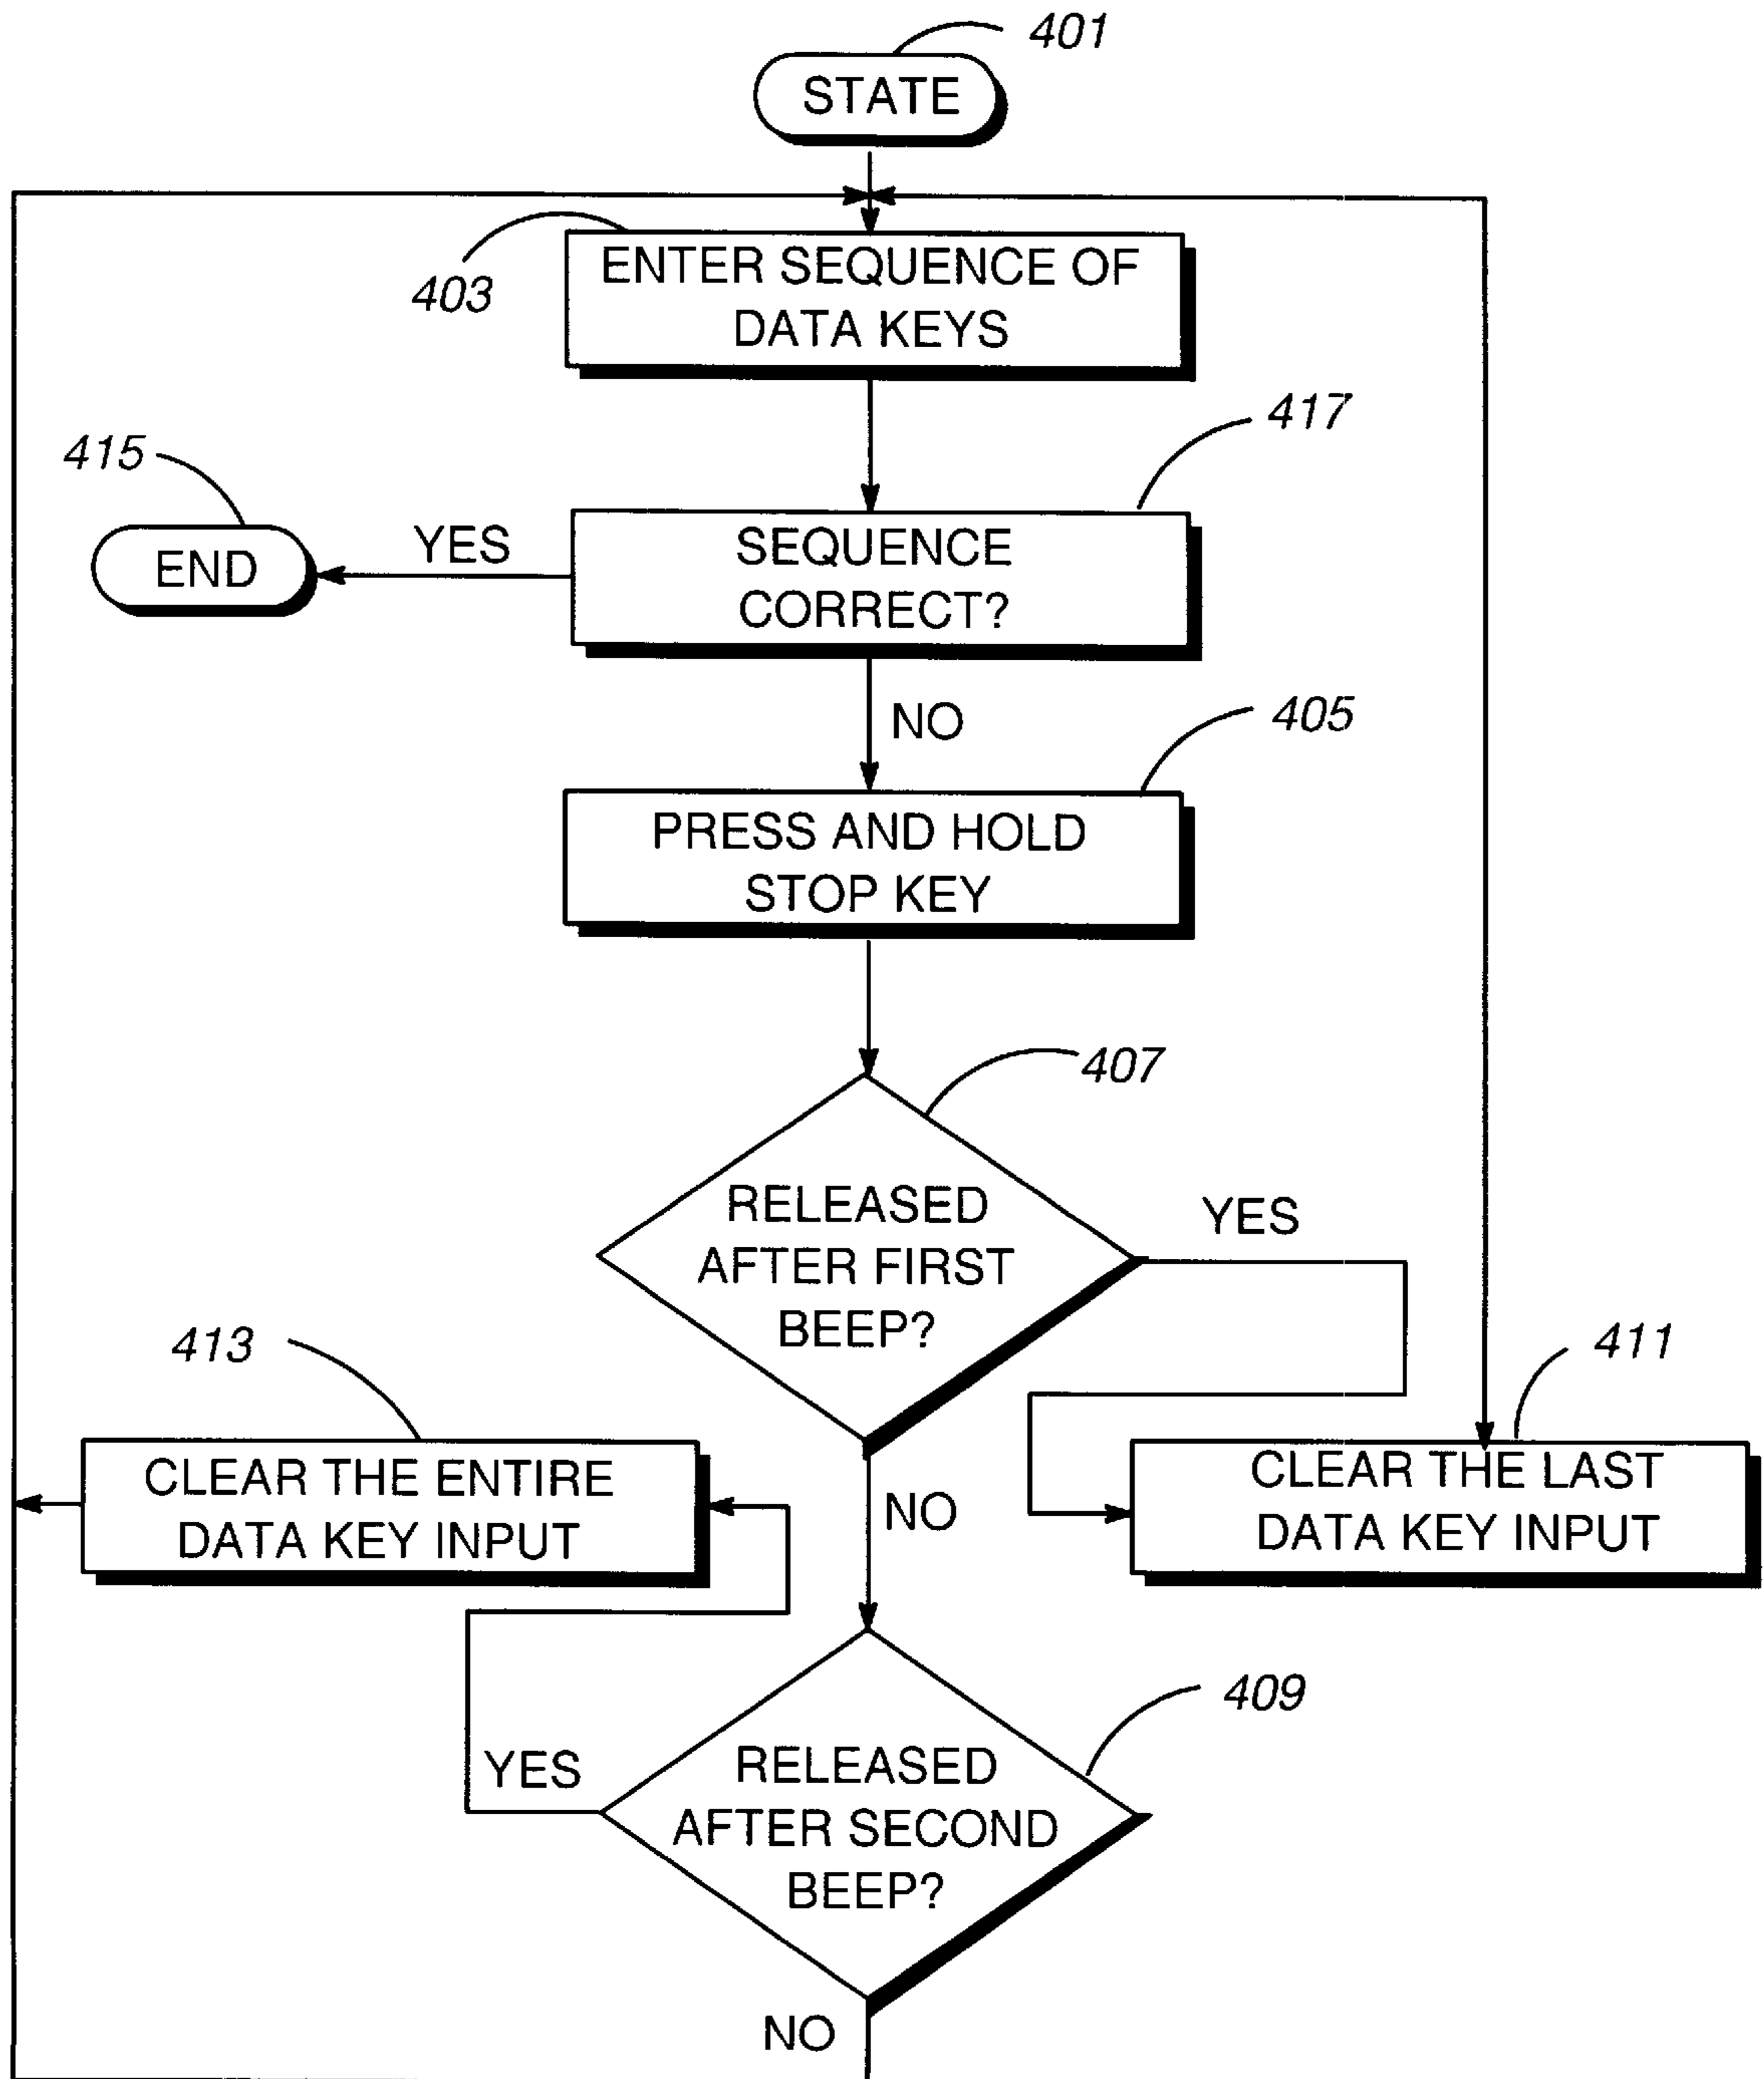 401
STATE
403
ENTER SEQUENCE OF
DATA KEYS
417
415
END
YES
SEQUENCE
CORRECT?
NO
405
PRESS AND HOLD
STOP KEY
407
RELEASED
AFTER FIRST
BEEP?
YES
413
411
CLEAR THE ENTIRE
DATA KEY INPUT
NO
CLEAR THE LAST
DATA KEY INPUT
409
YES
RELEASED
AFTER SECOND
BEEP?
NO